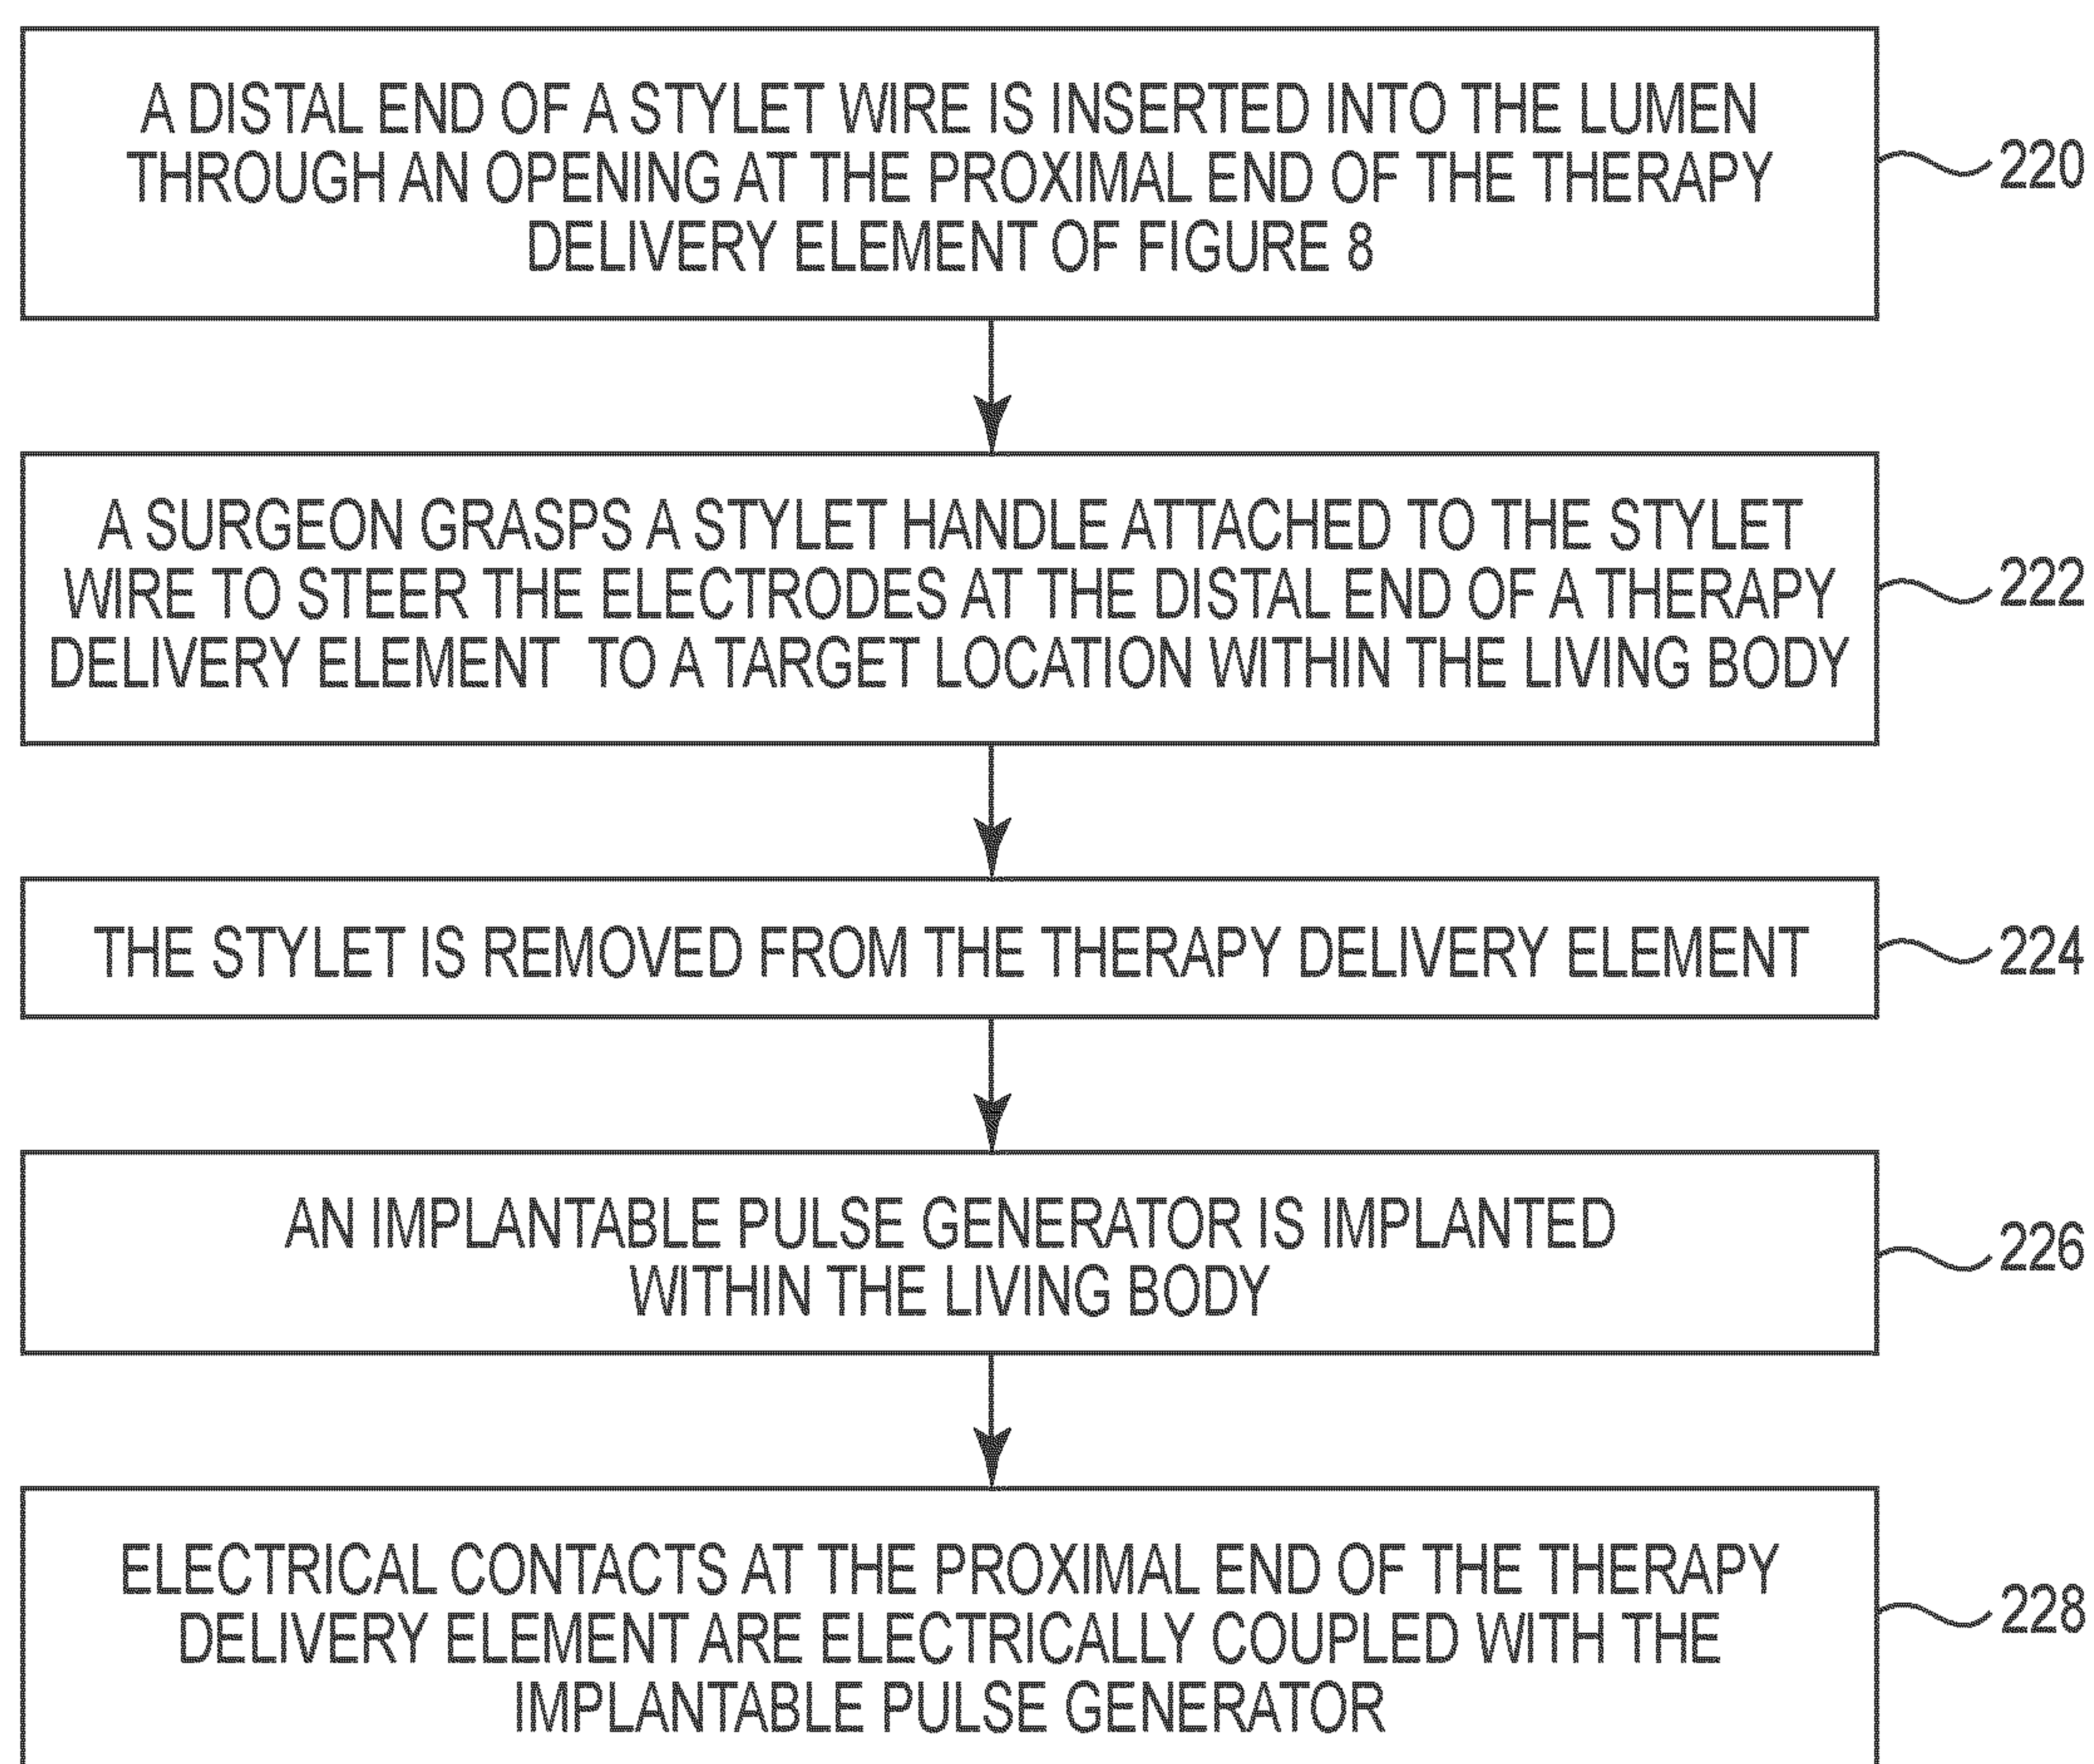 A DISTAL END OF A STYLET WIRE IS INSERTED INTO THE LUMEN
THROUGH AN OPENING AT THE PROXIMAL END OF THE THERAPY
DELIVERY ELEMENT OF FIGURE 8
220
A SURGEON GRASPS A STYLET HANDLE ATTACHED TO THE STYLET
WIRE TO STEER THE ELECTRODES AT THE DISTAL END OF A THERAPY
DELIVERY ELEMENT TO A TARGET LOCATION WITHIN THE LIVING BODY
222
THE STYLET IS REMOVED FROM THE THERAPY DELIVERY ELEMENT
224
AN IMPLANTABLE PULSE GENERATOR IS IMPLANTED
WITHIN THE LIVING BODY
226
ELECTRICAL CONTACTS AT THE PROXIMAL END OF THE THERAPY
DELIVERY ELEMENT ARE ELECTRICALLY COUPLED WITH THE
IMPLANTABLE PULSE GENERATOR
228